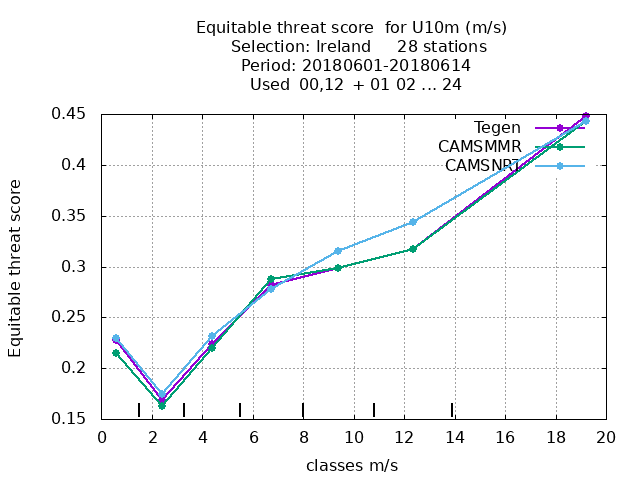 Equitable threat score  for U10m (m/s)
Selection: Ireland     28 stations
Period: 20180601-20180614
Used  00,12  + 01 02 ... 24
Equitable threat score
0.45
0.4
0.35
0.3
0.25
0.2
0.15
Tegen
CAMSMMR
CAMSNRT
0 2 4 6 8 10 12 14 16 18 20
classes m/s